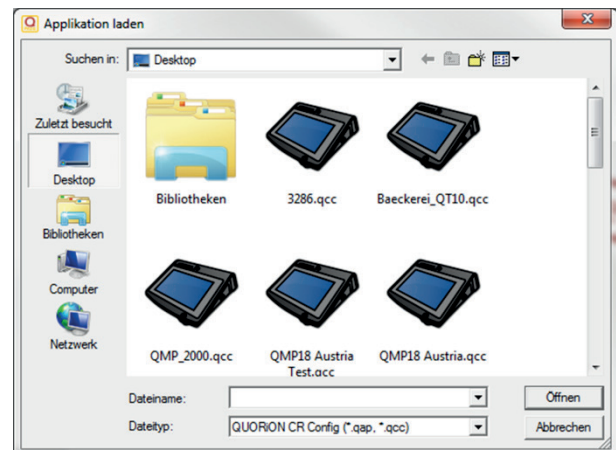 Applikation laden
Suchen in:
Desktop
Zuletzt besucht
Desktop
Bibliotheken
Computer
Netzwerk
Bibliotheken
3286.qcc
Baeckerei_QT10.qcc
QMP_2000.qcc
QMP18 Austria
Test.qcc
QMP18 Austria.qcc
Dateiname:
Öffnen
Dateityp:
QUORiON CR Config (*.qap, *.qcc)
Abbrechen